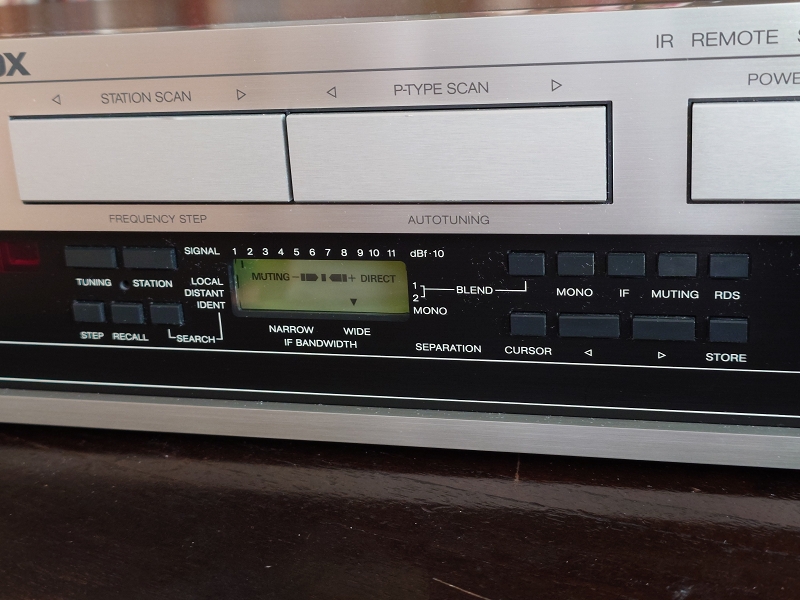 IR REMOTE
STATION SCAN
P-TYPE SCAN
FREQUENCY STEP
AUTOTUNING
SIGNAL 1 2 3 4 5 6 7 8 9 10 11 dBf·10
TUNING STATION
LOCAL
DISTANT
IDENT
MUTING DIRECT
1
2
BLEND
MONO
MONO IF MUTING RDS
STEP RECALL SEARCH
NARROW WIDE
IF BANDWIDTH
SEPARATION CURSOR STORE